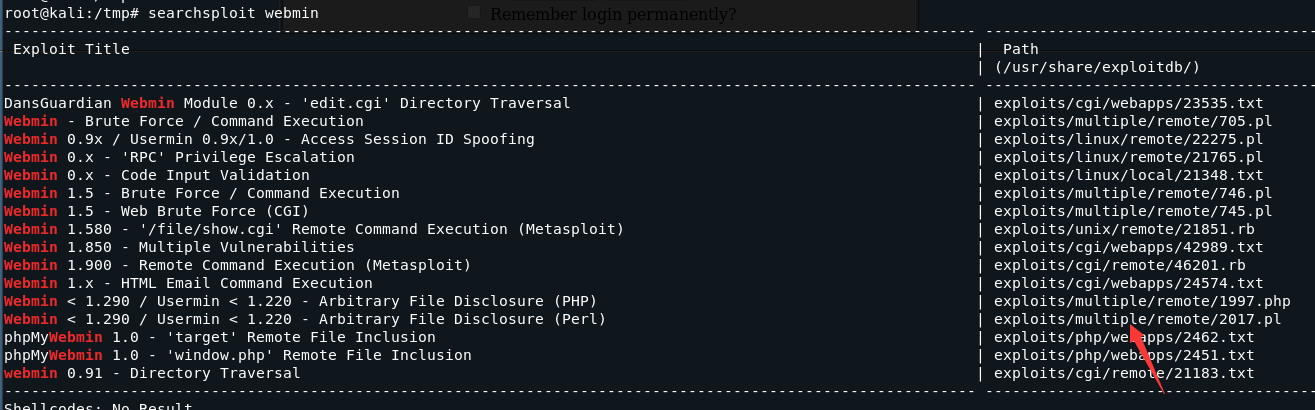 root@kali:/tmp# searchsploit webmin Remember login permanently?
--------------------------------------------------------------------------------------------------------- ------------------------------------
Exploit Title | Path
| (/usr/share/exploitdb/)
--------------------------------------------------------------------------------------------------------- ------------------------------------
DansGuardian Webmin Module 0.x - 'edit.cgi' Directory Traversal | exploits/cgi/webapps/23535.txt
Webmin - Brute Force / Command Execution | exploits/multiple/remote/705.pl
Webmin 0.9x / Usermin 0.9x/1.0 - Access Session ID Spoofing | exploits/linux/remote/22275.pl
Webmin 0.x - 'RPC' Privilege Escalation | exploits/linux/remote/21765.pl
Webmin 0.x - Code Input Validation | exploits/linux/local/21348.txt
Webmin 1.5 - Brute Force / Command Execution | exploits/multiple/remote/746.pl
Webmin 1.5 - Web Brute Force (CGI) | exploits/multiple/remote/745.pl
Webmin 1.580 - '/file/show.cgi' Remote Command Execution (Metasploit) | exploits/unix/remote/21851.rb
Webmin 1.850 - Multiple Vulnerabilities | exploits/cgi/webapps/42989.txt
Webmin 1.900 - Remote Command Execution (Metasploit) | exploits/cgi/remote/46201.rb
Webmin 1.x - HTML Email Command Execution | exploits/cgi/webapps/24574.txt
Webmin < 1.290 / Usermin < 1.220 - Arbitrary File Disclosure (PHP) | exploits/multiple/remote/1997.php
Webmin < 1.290 / Usermin < 1.220 - Arbitrary File Disclosure (Perl) | exploits/multiple/remote/2017.pl
phpMyWebmin 1.0 - 'target' Remote File Inclusion | exploits/php/webapps/2462.txt
phpMyWebmin 1.0 - 'window.php' Remote File Inclusion | exploits/php/webapps/2451.txt
webmin 0.91 - Directory Traversal | exploits/cgi/remote/21183.txt
--------------------------------------------------------------------------------------------------------- ------------------------------------
Shellcodes: No Result